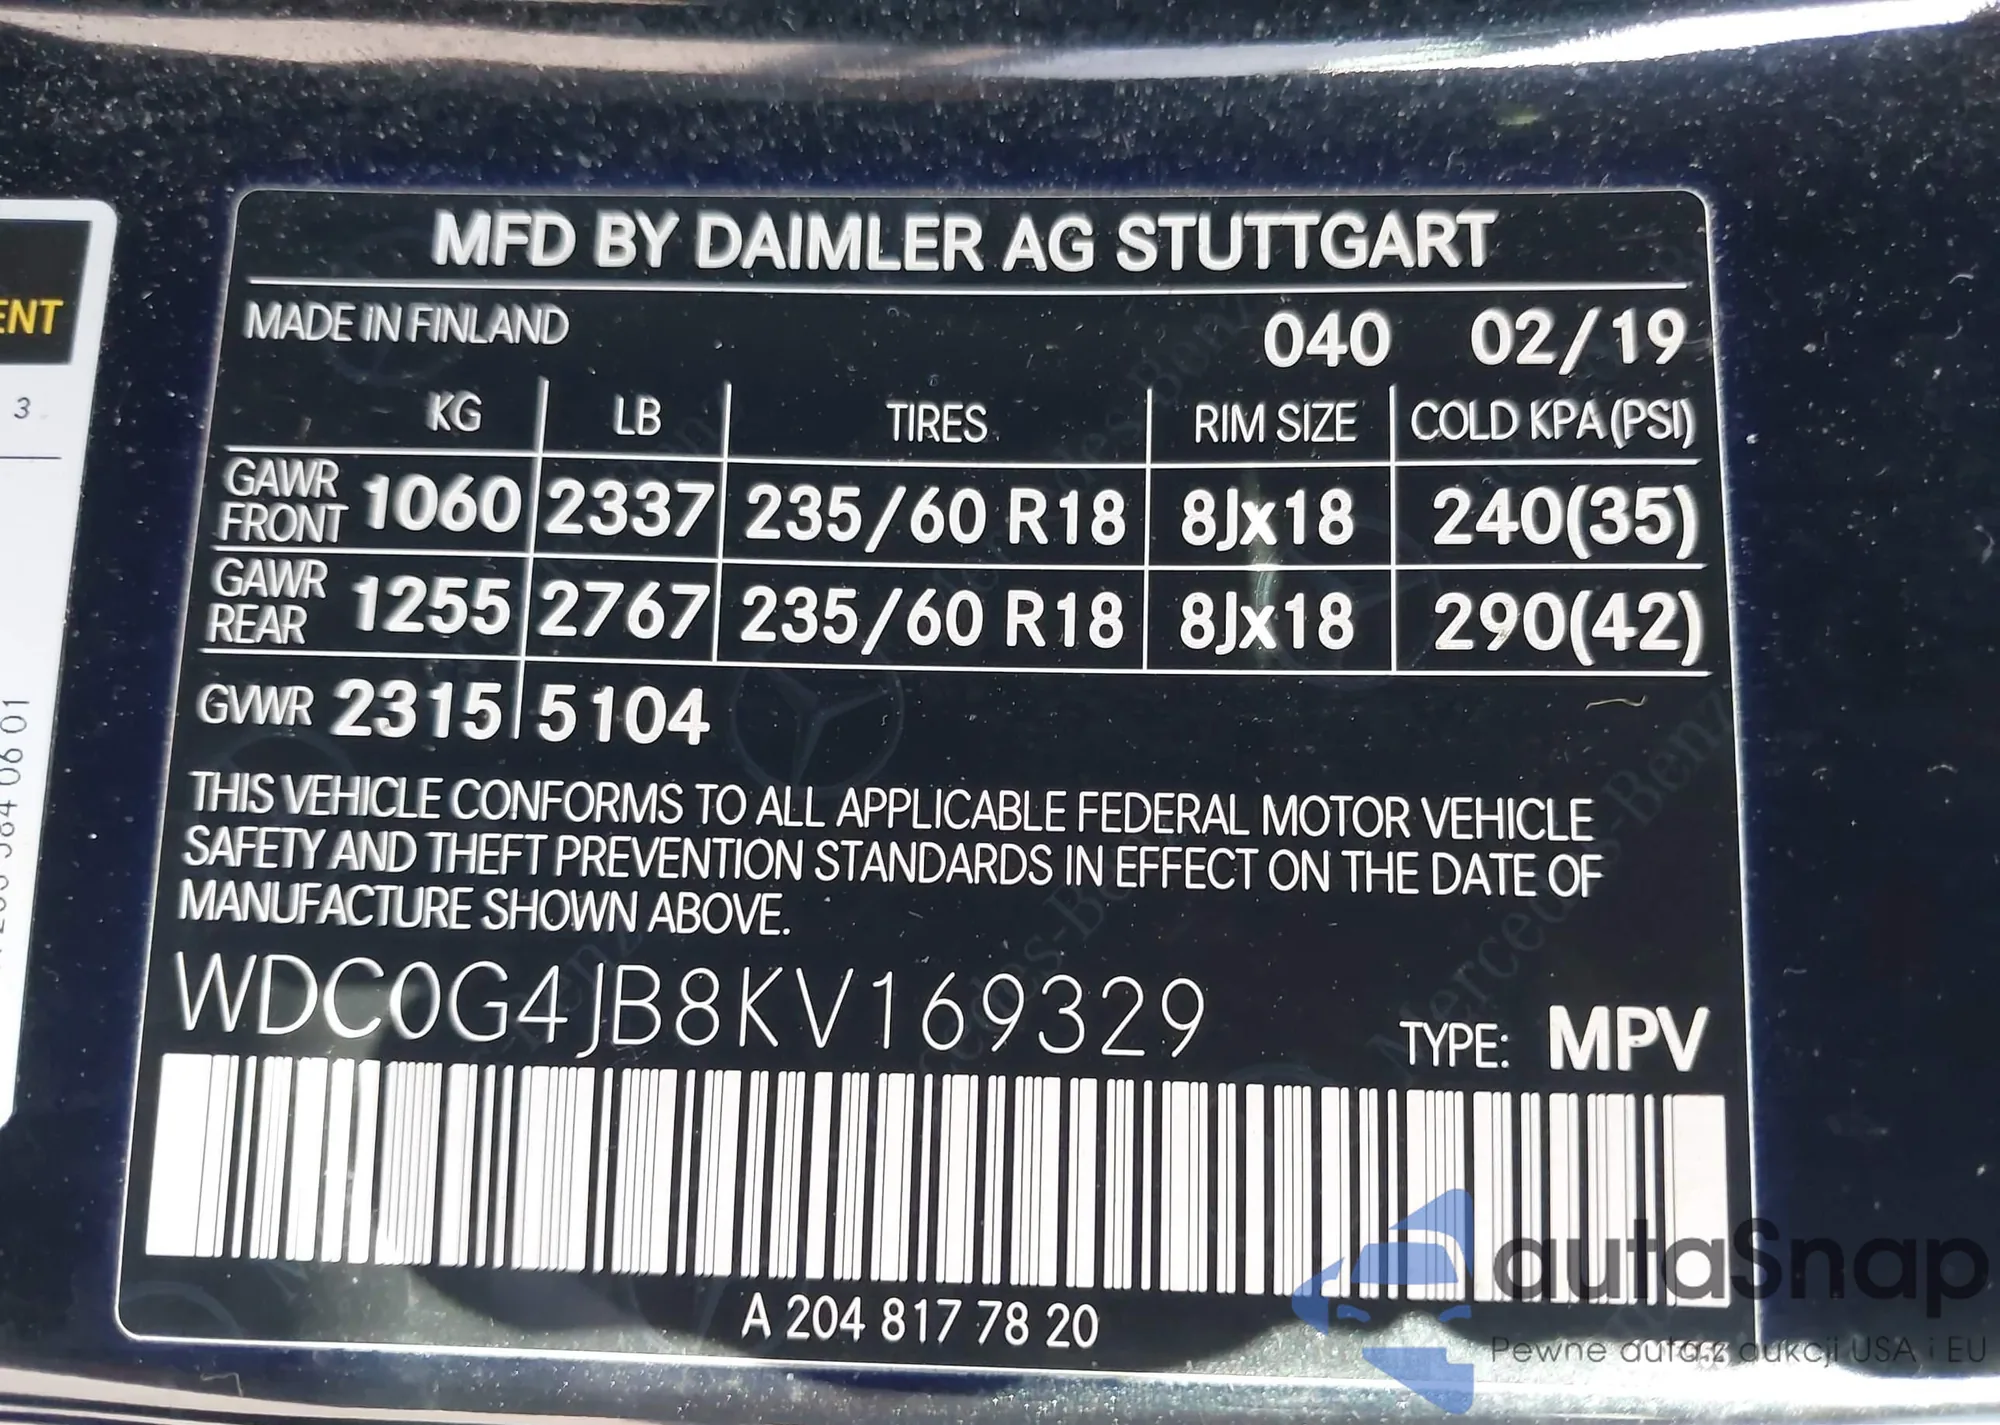 MFD BY DAIMLER AG STUTTGART
MADE IN FINLAND 040 02/19
KG LB TIRES RIM SIZE COLD KPA (PSI)
GAWR FRONT 1060 2337 235/60 R18 8Jx18 240(35)
GAWR REAR 1255 2767 235/60 R18 8Jx18 290(42)
GVWR 2315 5104
THIS VEHICLE CONFORMS TO ALL APPLICABLE FEDERAL MOTOR VEHICLE
SAFETY AND THEFT PREVENTION STANDARDS IN EFFECT ON THE DATE OF
MANUFACTURE SHOWN ABOVE.
WDC0G4JB8KV169329 TYPE: MPV
A 204 817 78 20
ENT
3
autaSnap
Pewne auta z aukcji USA i EU
Mercedes-Benz